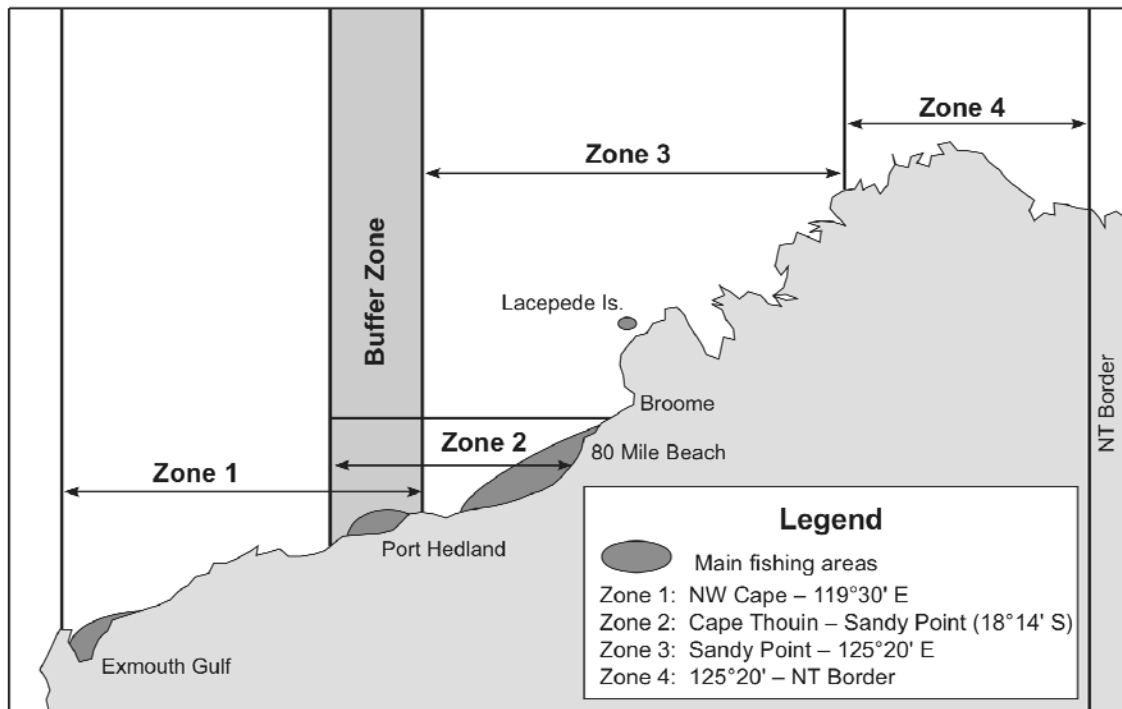 Zone 4
Zone 3
Buffer Zone
Lacepede Is.
Broome
Zone 2
80 Mile Beach
Zone 1
Port Hedland
Exmouth Gulf
NT Border
Legend
Main fishing areas
Zone 1: NW Cape – 119°30' E
Zone 2: Cape Thouin – Sandy Point (18°14' S)
Zone 3: Sandy Point – 125°20' E
Zone 4: 125°20' – NT Border